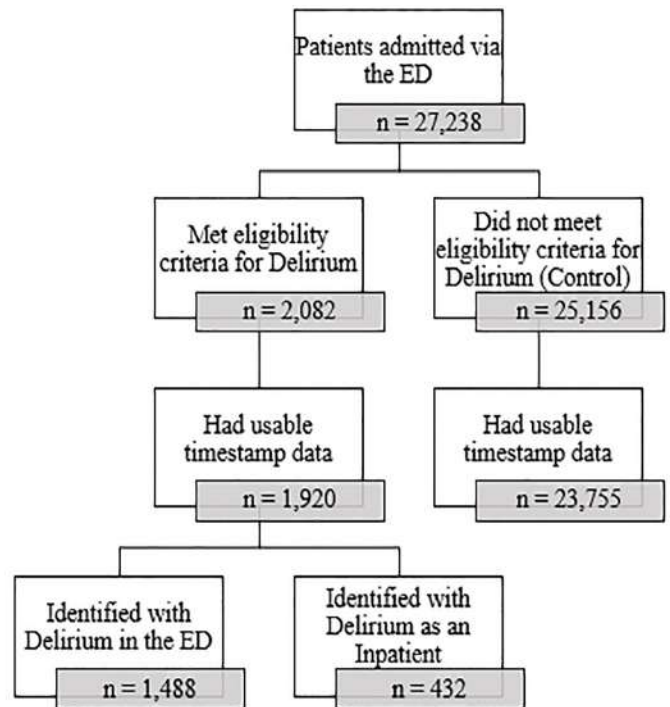 Patients admitted via
the ED
n = 27,238
Met eligibility
criteria for Delirium
n = 2,082
Did not meet
eligibility criteria for
Delirium (Control)
n = 25,156
Had usable
timestamp data
n = 1,920
Had usable
timestamp data
n = 23,755
Identified with
Delirium in the ED
n = 1,488
Identified with
Delirium as an
Inpatient
n = 432